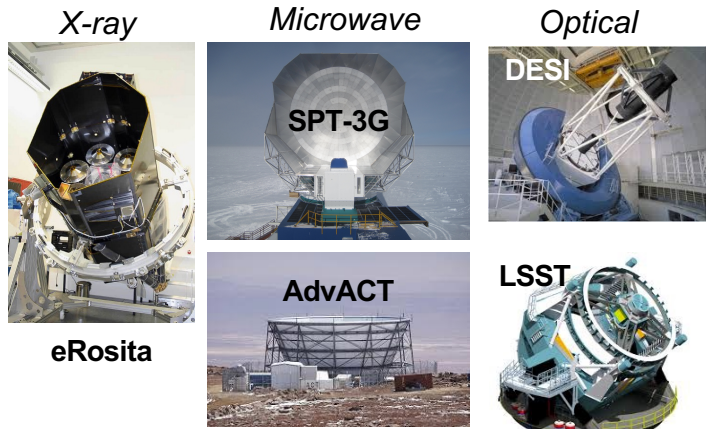 X-ray
Microwave
Optical
SPT-3G
DESI
AdvACT
LSST
eRosita